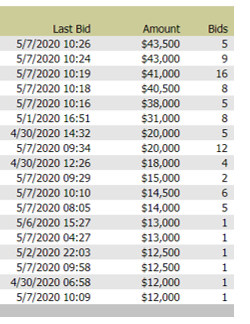 Last Bid Amount Bids
5/7/2020 10:26 $43,500 5
5/7/2020 10:24 $43,000 9
5/7/2020 10:19 $41,000 16
5/7/2020 10:18 $40,500 8
5/7/2020 10:16 $38,000 5
5/1/2020 16:51 $31,000 8
4/30/2020 14:32 $20,000 5
5/7/2020 09:34 $20,000 12
4/30/2020 12:26 $18,000 4
5/7/2020 09:29 $15,000 2
5/7/2020 10:10 $14,500 6
5/7/2020 08:05 $14,000 5
5/6/2020 15:27 $13,000 1
5/7/2020 04:27 $13,000 1
5/2/2020 22:03 $12,500 1
5/7/2020 09:58 $12,500 1
4/30/2020 06:58 $12,000 1
5/7/2020 10:09 $12,000 1